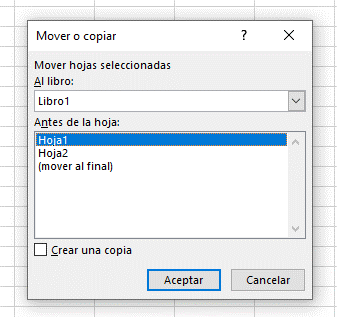 Mover o copiar
Mover hojas seleccionadas
Al libro:
Libro1
Antes de la hoja:
Hoja1
Hoja2
(mover al final)
Crear una copia
Aceptar Cancelar